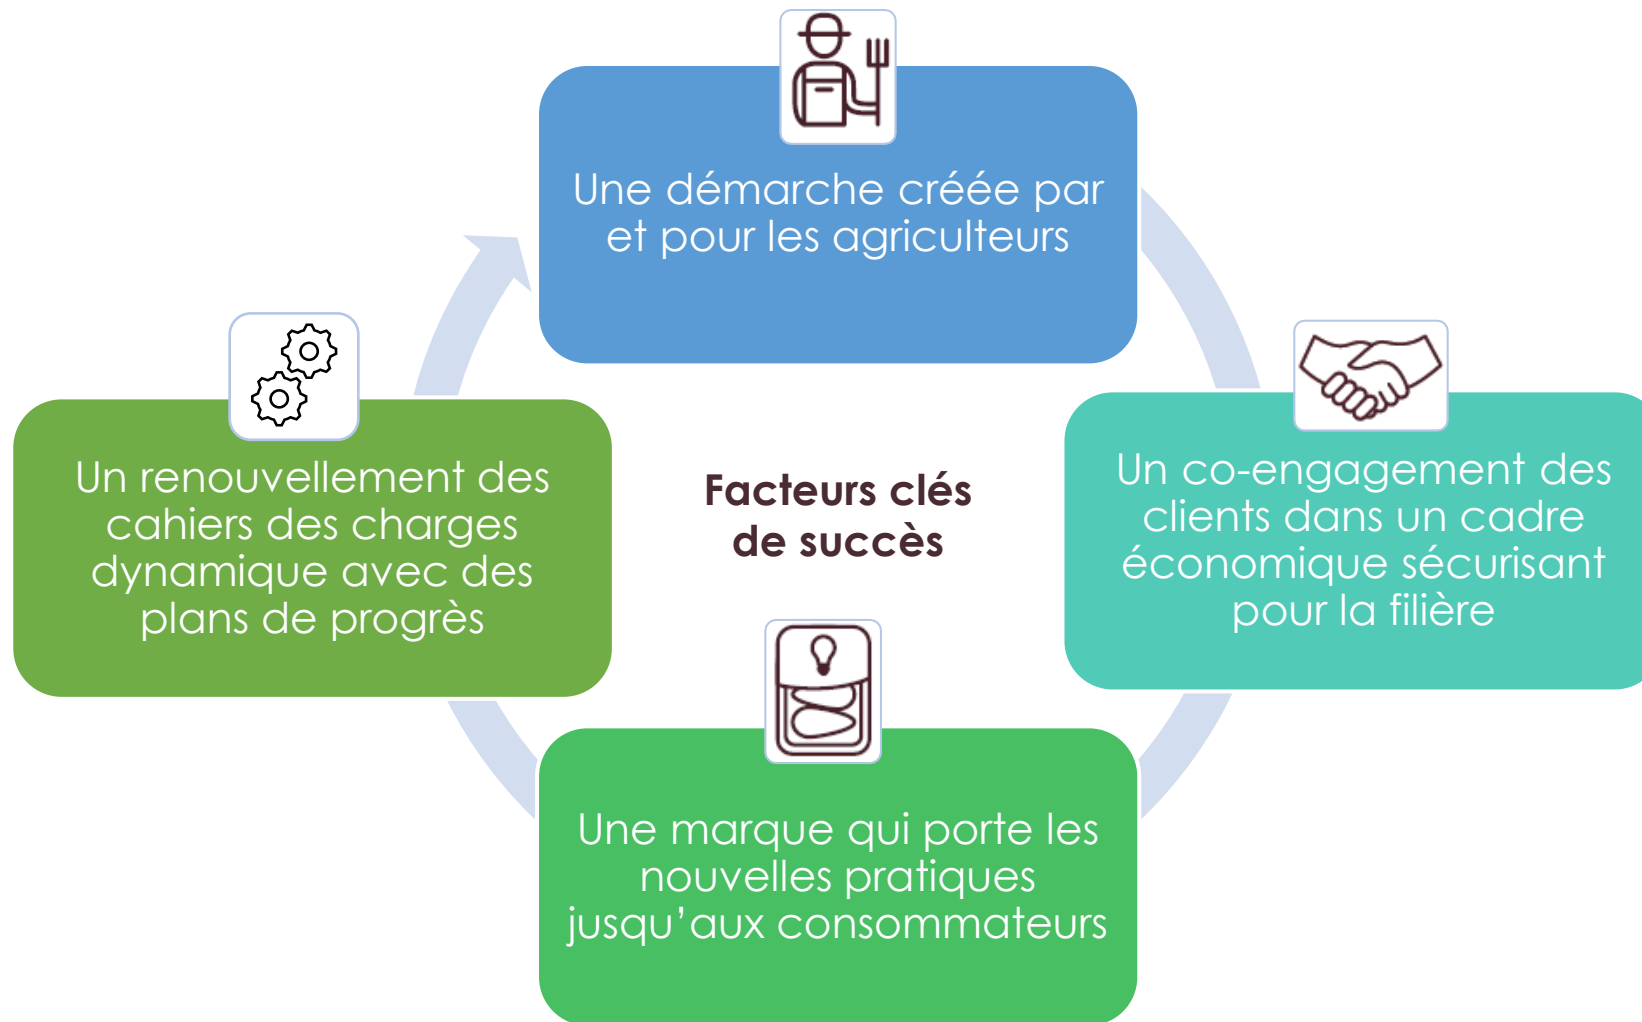 Une démarche créée par
et pour les agriculteurs
Un renouvellement des
cahiers des charges
dynamique avec des
plans de progrès
Facteurs clés
de succès
Un co-engagement des
clients dans un cadre
économique sécurisant
pour la filière
Une marque qui porte les
nouvelles pratiques
jusqu’aux consommateurs